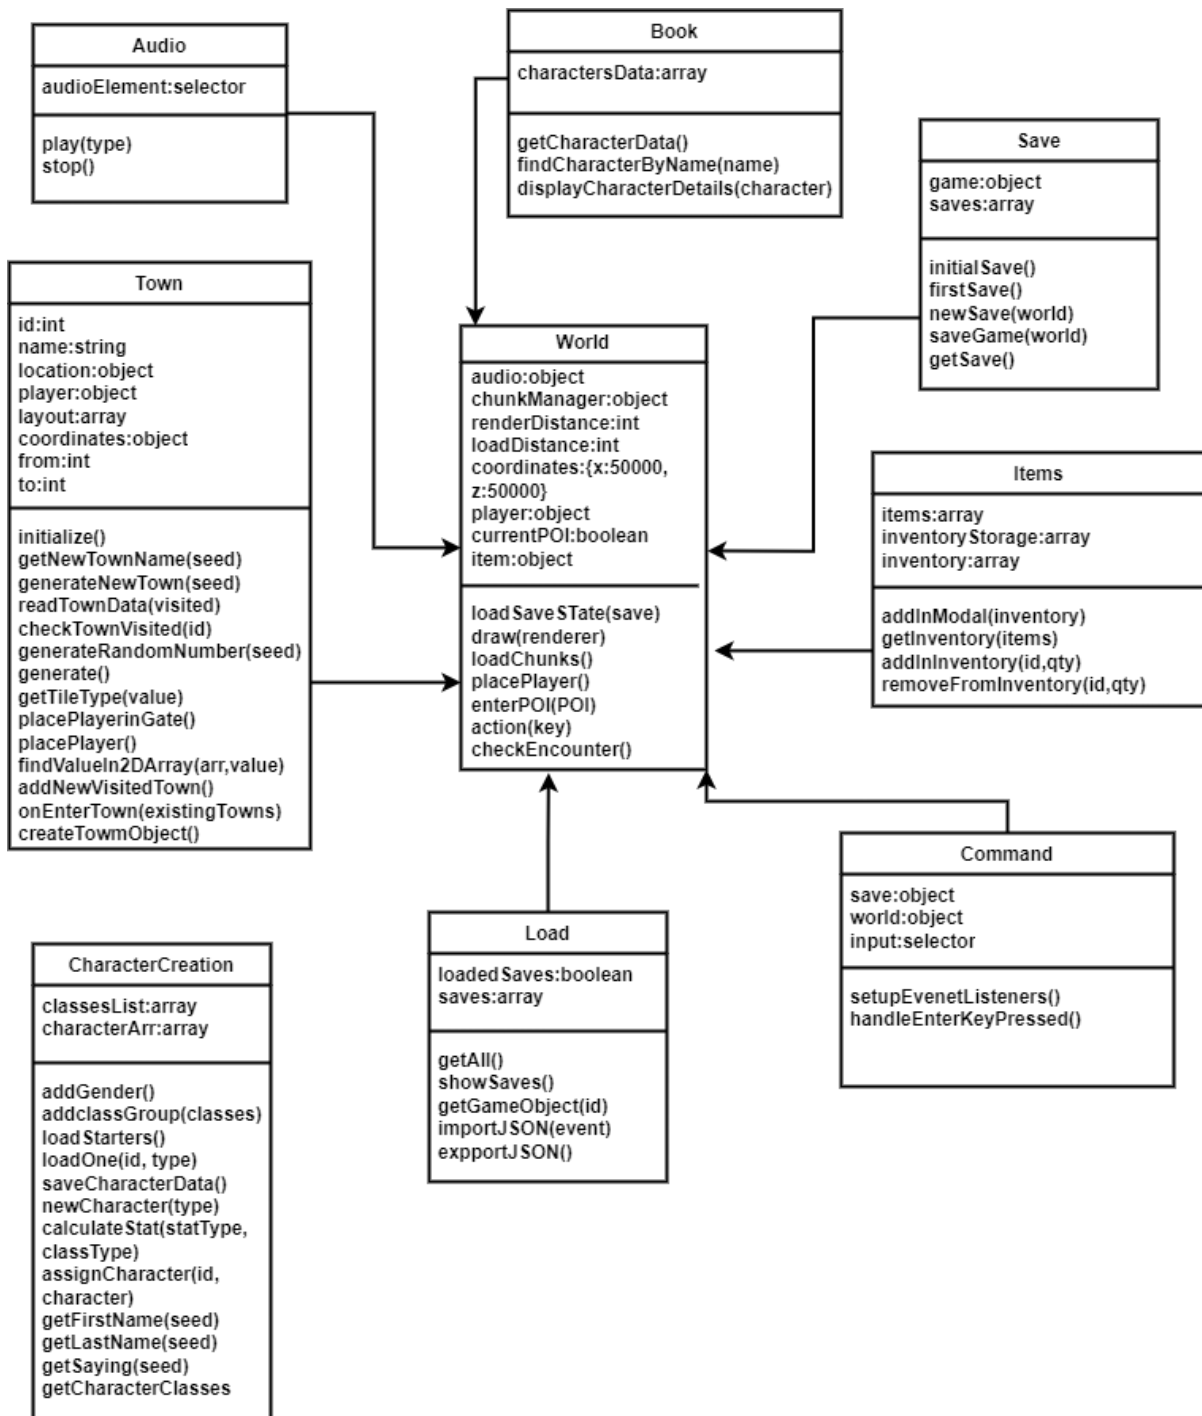 Audio
audioElement:selector
play(type)
stop()
Book
charactersData:array
getCharacterData()
findCharacterByName(name)
displayCharacterDetails(character)
Save
game:object
saves:array
initialSave()
firstSave()
newSave(world)
saveGame(world)
getSave()
Town
id:int
name:string
location:object
player:object
layout:array
coordinates:object
from:int
to:int
initialize()
getNewTownName(seed)
generateNewTown(seed)
readTownData(visited)
checkTownVisited(id)
generateRandomNumber(seed)
generate()
getTileType(value)
placePlayerinGate()
placePlayer()
findValueIn2DArray(arr,value)
addNewVisitedTown()
onEnterTown(existingTowns)
createTowmObject()
World
audio:object
chunkManager:object
renderDistance:int
loadDistance:int
coordinates:{x:50000,
z:50000}
player:object
currentPOI:boolean
item:object
loadSaveSTate(save)
draw(renderer)
loadChunks()
placePlayer()
enterPOI(POI)
action(key)
checkEncounter()
Items
items:array
inventoryStorage:array
inventory:array
addInModal(inventory)
getInventory(items)
addInInventory(id,qty)
removeFromInventory(id,qty)
Command
save:object
world:object
input:selector
setupEvenetListeners()
handleEnterKeyPressed()
Load
loadedSaves:boolean
saves:array
getAll()
showSaves()
getGameObject(id)
importJSON(event)
expportJSON()
CharacterCreation
classesList:array
characterArr:array
addGender()
addclassGroup(classes)
loadStarters()
loadOne(id, type)
saveCharacterData()
newCharacter(type)
calculateStat(statType,
classType)
assignCharacter(id,
character)
getFirstName(seed)
getLastName(seed)
getSaying(seed)
getCharacterClasses